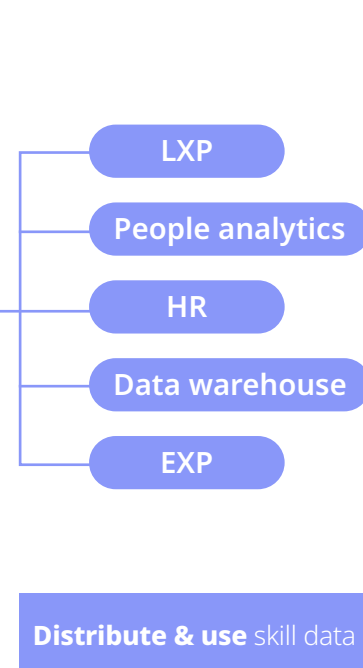 LXP
People analytics
HR
Data warehouse
EXP
Distribute & use skill data